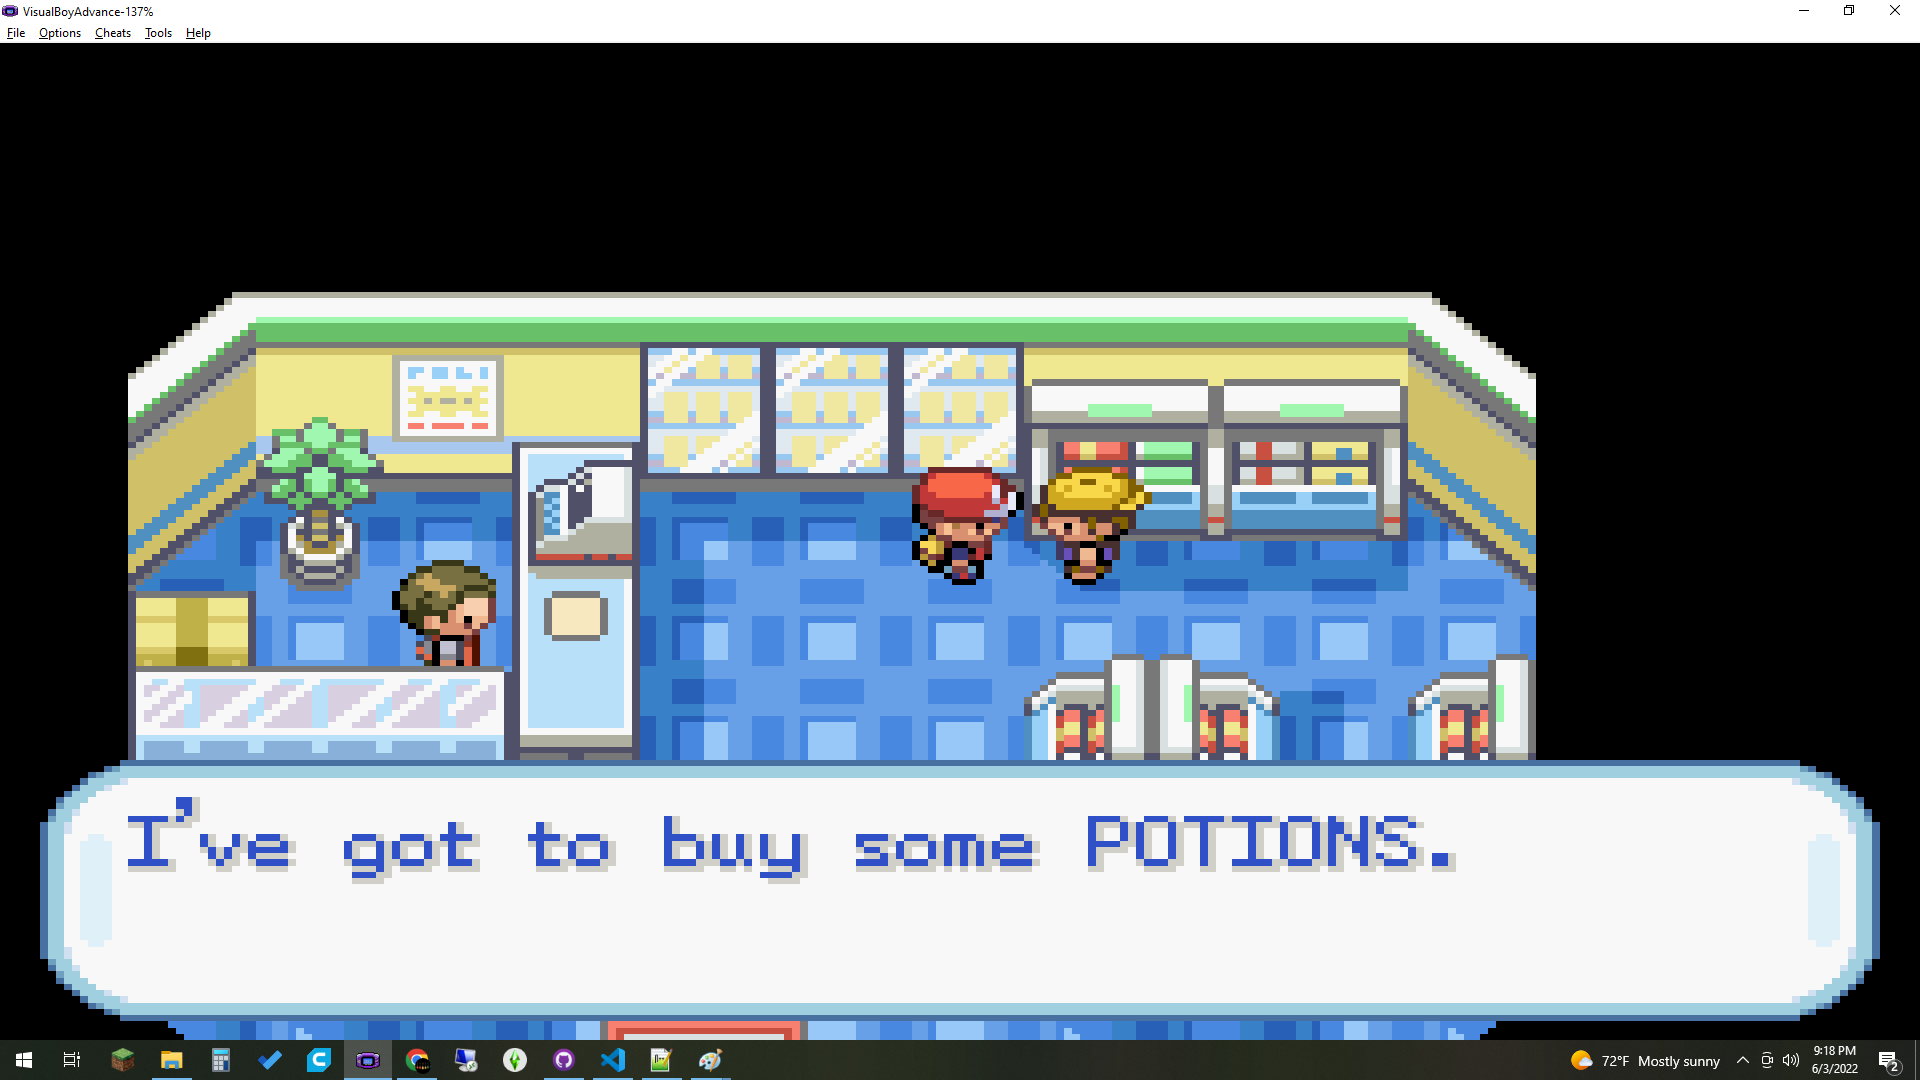 VisualBoyAdvance-137%
File Options Cheats Tools Help
I've got to buy some POTIONS.
72°F Mostly sunny
9:18 PM
6/3/2022
2